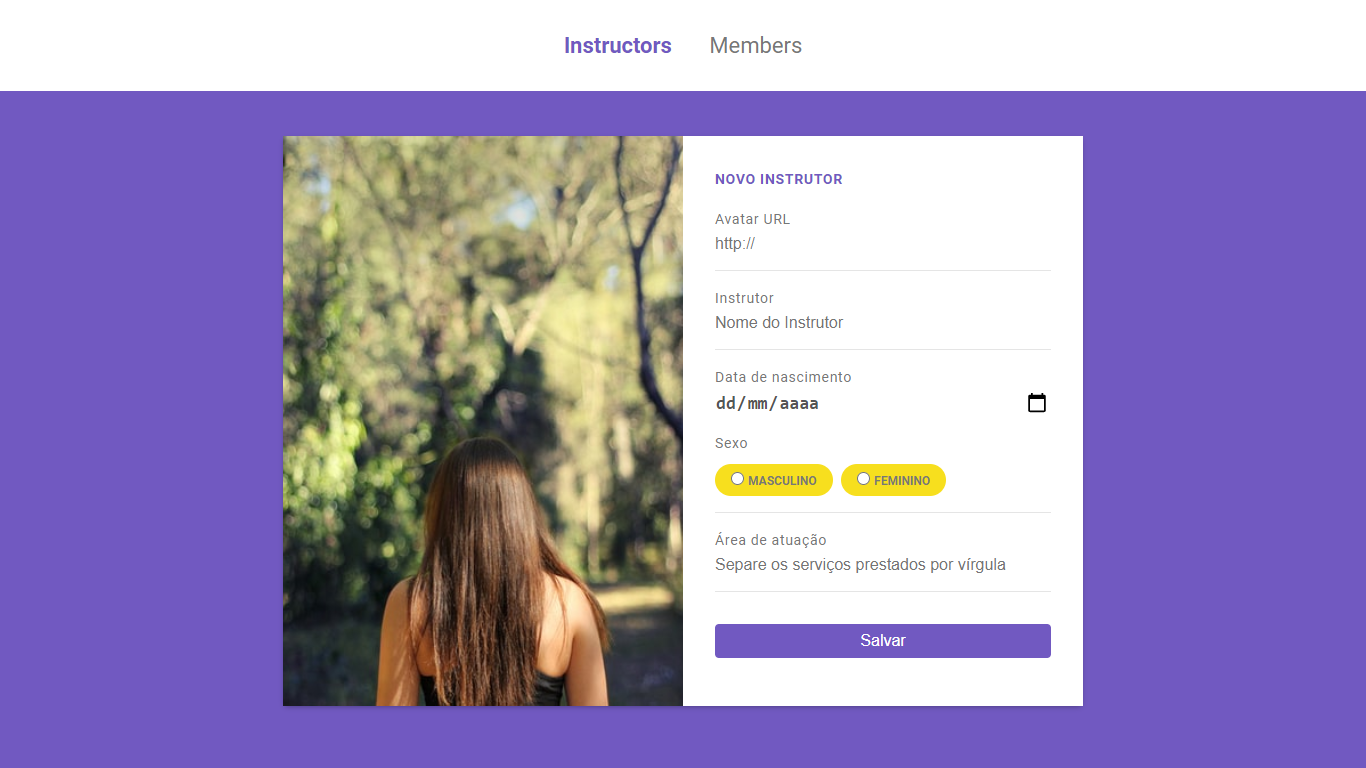 Instructors Members
NOVO INSTRUTOR
Avatar URL
http://
Instrutor
Nome do Instrutor
Data de nascimento
dd/mm/aaaa
Sexo
MASCULINO FEMININO
Área de atuação
Separe os serviços prestados por vírgula
Salvar